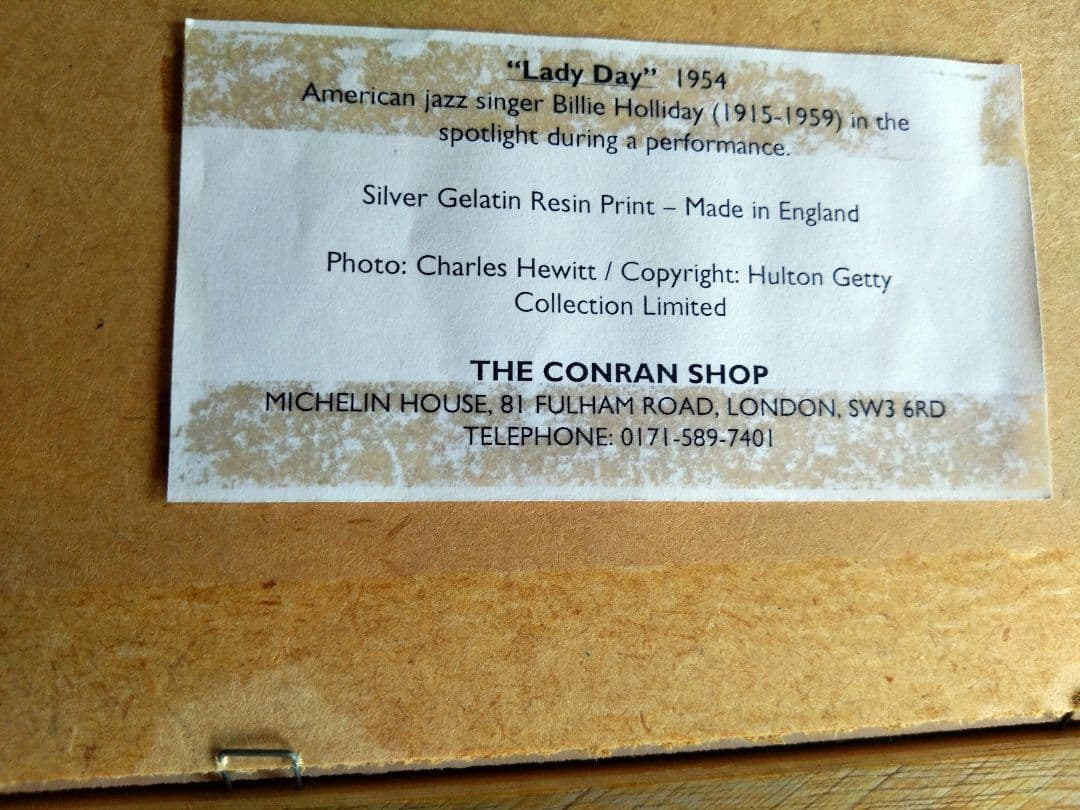 “Lady Day” 1954
American jazz singer Billie Holliday (1915-1959) in the
spotlight during a performance.
Silver Gelatin Resin Print – Made in England
Photo: Charles Hewitt / Copyright: Hulton Getty
Collection Limited
THE CONRAN SHOP
MICHELIN HOUSE, 81 FULHAM ROAD, LONDON, SW3 6RD
TELEPHONE: 0171-589-7401